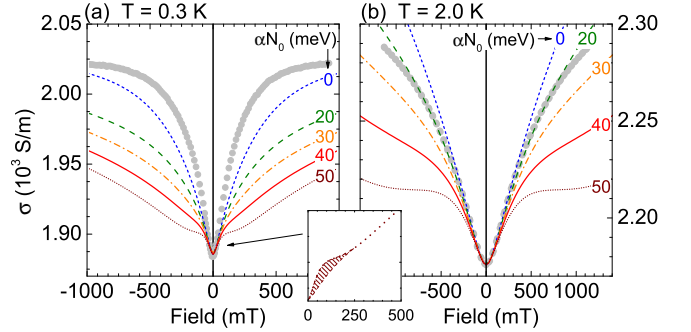 (a) T = 0.3 K
(b) T = 2.0 K
2.05
2.00
1.95
1.90
σ (10³ S/m)
αN₀ (meV)
0
20
30
40
50
-1000 -500 0 500
Field (mT)
αN₀ (meV) 0 20
30
40
50
2.30
2.25
2.20
0 500 1000
Field (mT)
0 250 500